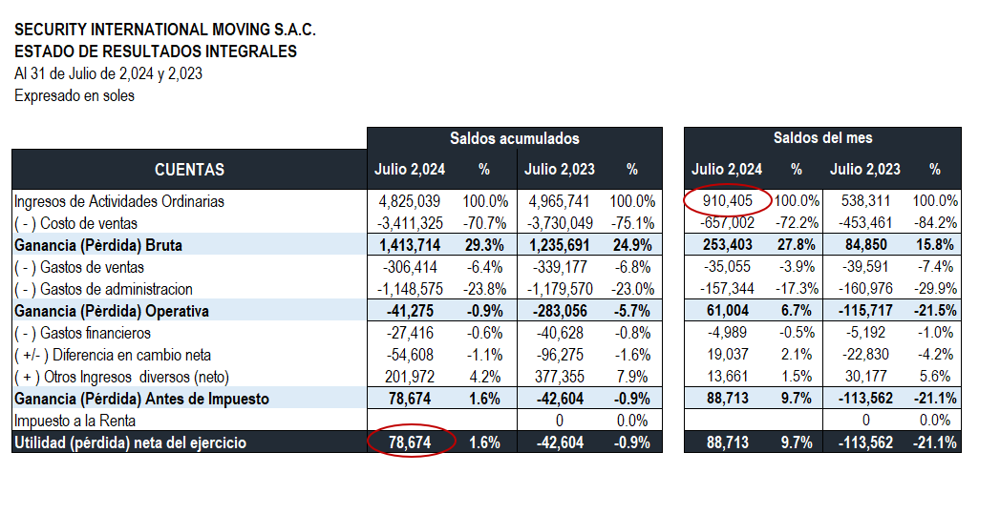 SECURITY INTERNATIONAL MOVING S.A.C.
ESTADO DE RESULTADOS INTEGRALES
Al 31 de Julio de 2,024 y 2,023
Expresado en soles
Saldos acumulados Saldos del mes
CUENTAS Julio 2,024 % Julio 2,023 % Julio 2,024 % Julio 2,023 %
Ingresos de Actividades Ordinarias 4,825,039 100.0% 4,965,741 100.0% 910,405 100.0% 538,311 100.0%
( - ) Costo de ventas -3,411,325 -70.7% -3,730,049 -75.1% -657,002 -72.2% -453,461 -84.2%
Ganancia (Pérdida) Bruta 1,413,714 29.3% 1,235,691 24.9% 253,403 27.8% 84,850 15.8%
( - ) Gastos de ventas -306,414 -6.4% -339,177 -6.8% -35,055 -3.9% -39,591 -7.4%
( - ) Gastos de administracion -1,148,575 -23.8% -1,179,570 -23.0% -157,344 -17.3% -160,976 -29.9%
Ganancia (Pérdida) Operativa -41,275 -0.9% -283,056 -5.7% 61,004 6.7% -115,717 -21.5%
( - ) Gastos financieros -27,416 -0.6% -40,628 -0.8% -4,989 -0.5% -5,192 -1.0%
( +/- ) Diferencia en cambio neta -54,608 -1.1% -96,275 -1.6% 19,037 2.1% -22,830 -4.2%
( + ) Otros Ingresos diversos (neto) 201,972 4.2% 377,355 7.9% 13,661 1.5% 30,177 5.6%
Ganancia (Pérdida) Antes de Impuesto 78,674 1.6% -42,604 -0.9% 88,713 9.7% -113,562 -21.1%
Impuesto a la Renta 0 0.0% 0 0.0%
Utilidad (pérdida) neta del ejercicio 78,674 1.6% -42,604 -0.9% 88,713 9.7% -113,562 -21.1%